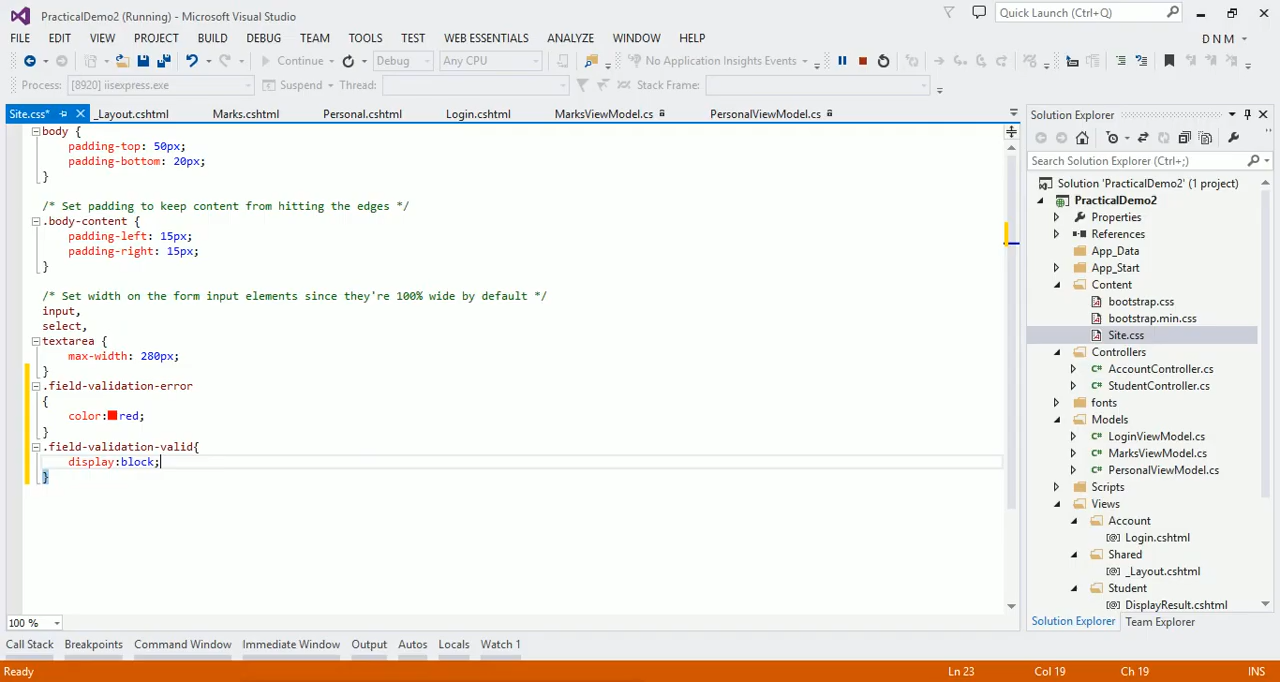 PracticalDemo2 (Running) - Microsoft Visual Studio
Quick Launch (Ctrl+Q)
FILE EDIT VIEW PROJECT BUILD DEBUG TEAM TOOLS TEST WEB ESSENTIALS ANALYZE WINDOW HELP
D N M
Continue Debug Any CPU No Application Insights Events
Process: [8920] iisexpress.exe Suspend Thread: Stack Frame:
Site.css* _Layout.cshtml Marks.cshtml Personal.cshtml Login.cshtml MarksViewModel.cs PersonalViewModel.cs
body {
padding-top: 50px;
padding-bottom: 20px;
}
/* Set padding to keep content from hitting the edges */
.body-content {
padding-left: 15px;
padding-right: 15px;
}
/* Set width on the form input elements since they're 100% wide by default */
input,
select,
textarea {
max-width: 280px;
}
.field-validation-error
{
color:red;
}
.field-validation-valid{
display:block;
}
100 %
Solution Explorer
Search Solution Explorer (Ctrl+;)
Solution 'PracticalDemo2' (1 project)
PracticalDemo2
Properties
References
App_Data
App_Start
Content
bootstrap.css
bootstrap.min.css
Site.css
Controllers
AccountController.cs
StudentController.cs
fonts
Models
LoginViewModel.cs
MarksViewModel.cs
PersonalViewModel.cs
Scripts
Views
Account
Login.cshtml
Shared
_Layout.cshtml
Student
DisplayResult.cshtml
Solution Explorer Team Explorer
Call Stack Breakpoints Command Window Immediate Window Output Autos Locals Watch 1
Ready Ln 23 Col 19 Ch 19 INS